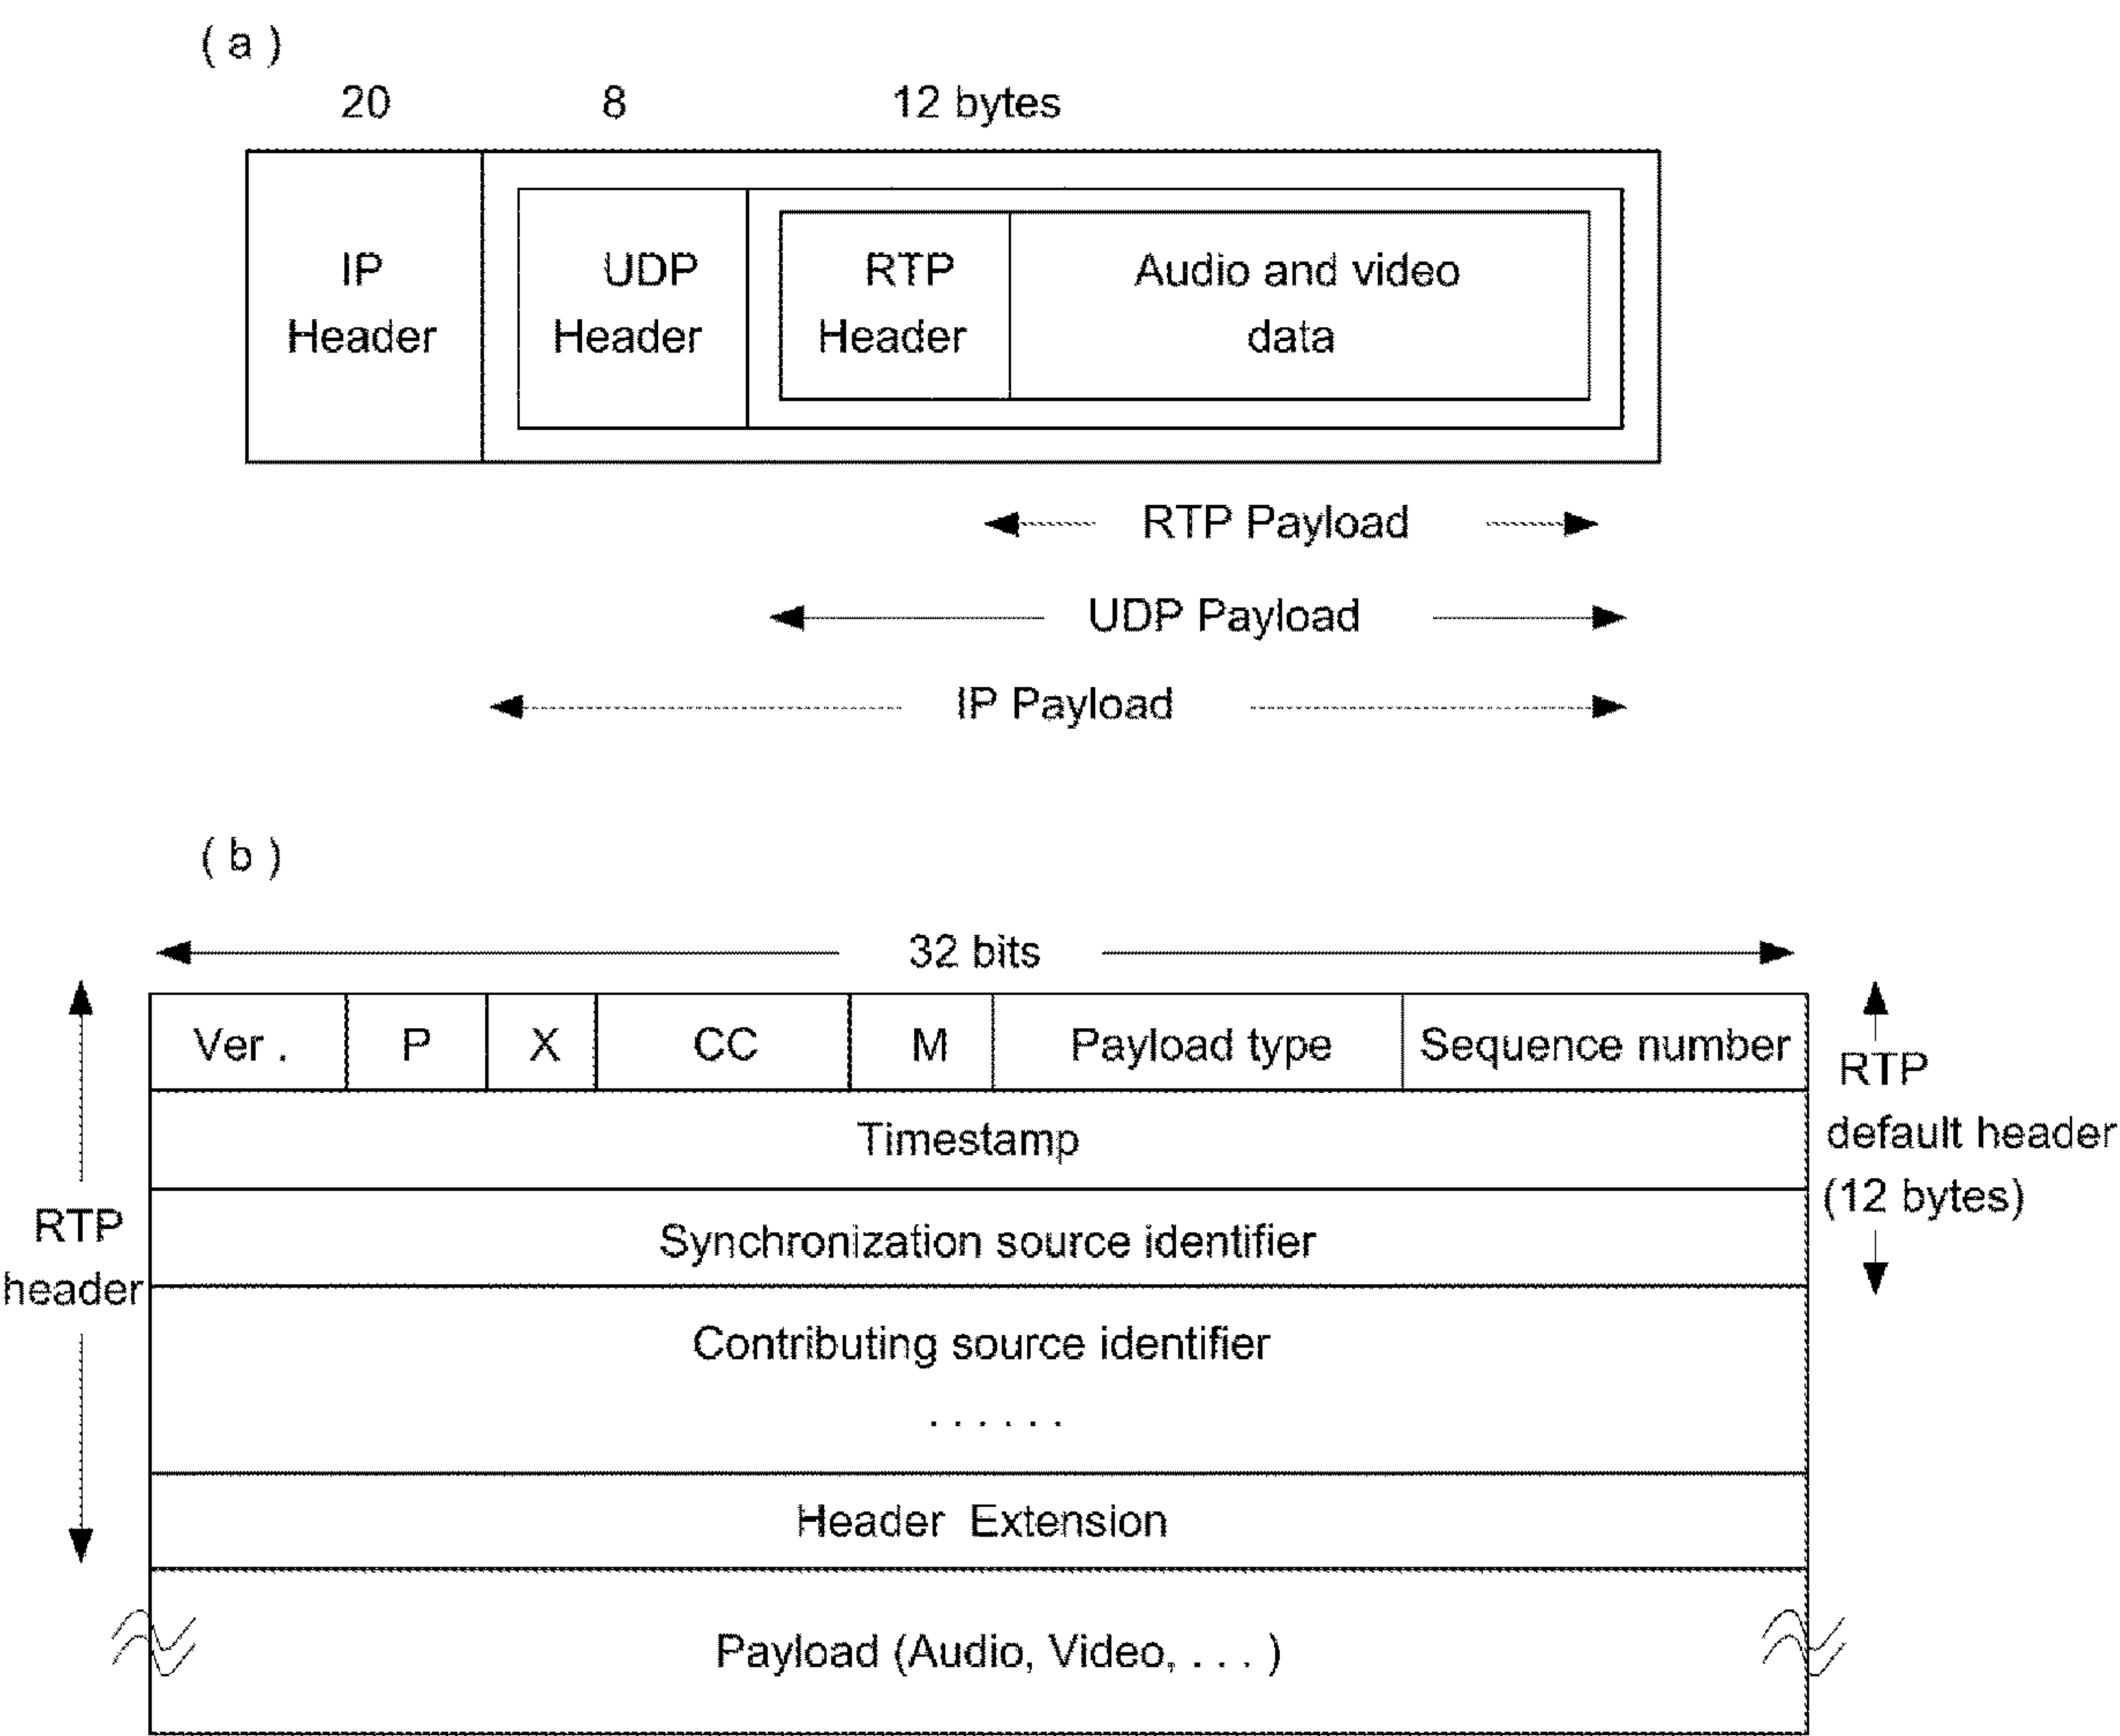 ( a )
20 8 12 bytes
IP
Header
UDP
Header
RTP
Header
Audio and video
data
RTP Payload
UDP Payload
IP Payload
( b )
32 bits
Ver . P X CC M Payload type Sequence number
Timestamp
Synchronization source identifier
Contributing source identifier
. . . . . .
Header Extension
Payload (Audio, Video, . . . )
RTP
header
RTP
default header
(12 bytes)